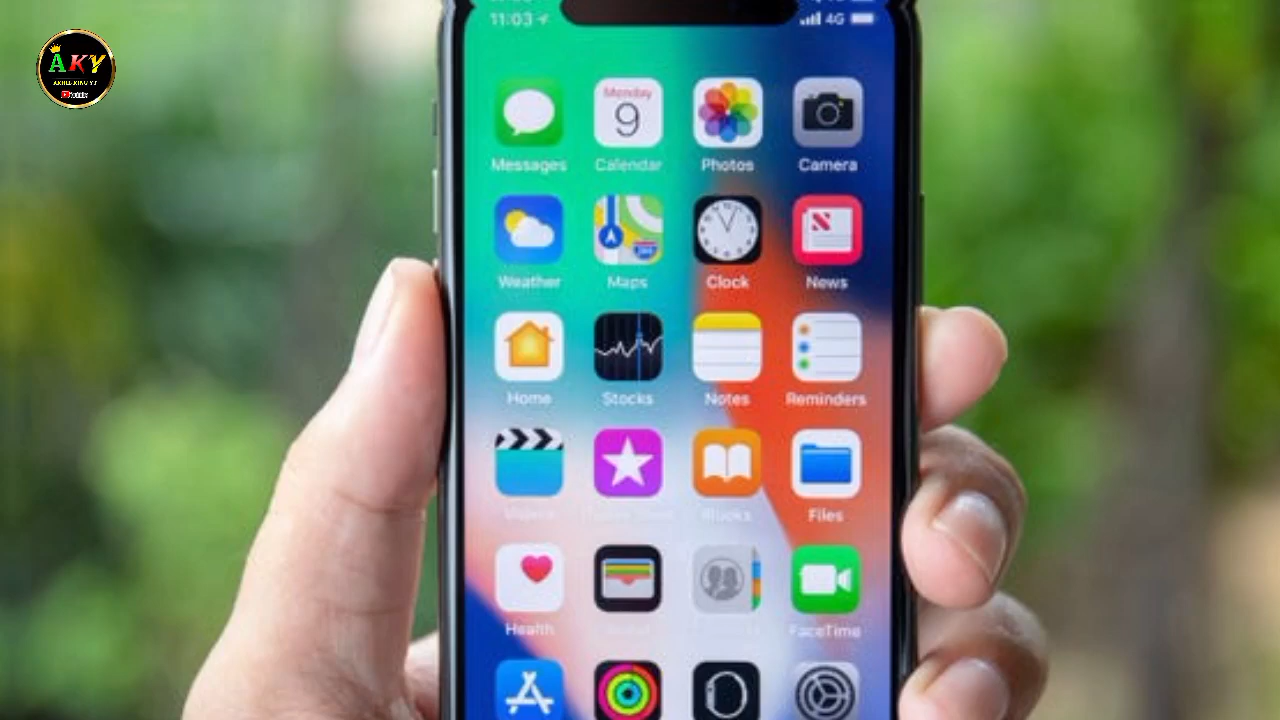 AKY
11:03
4G
Monday
9
Messages
Calendar
Photos
Camera
Weather
Maps
Clock
News
Home
Stocks
Notes
Reminders
Files
Health
FaceTime